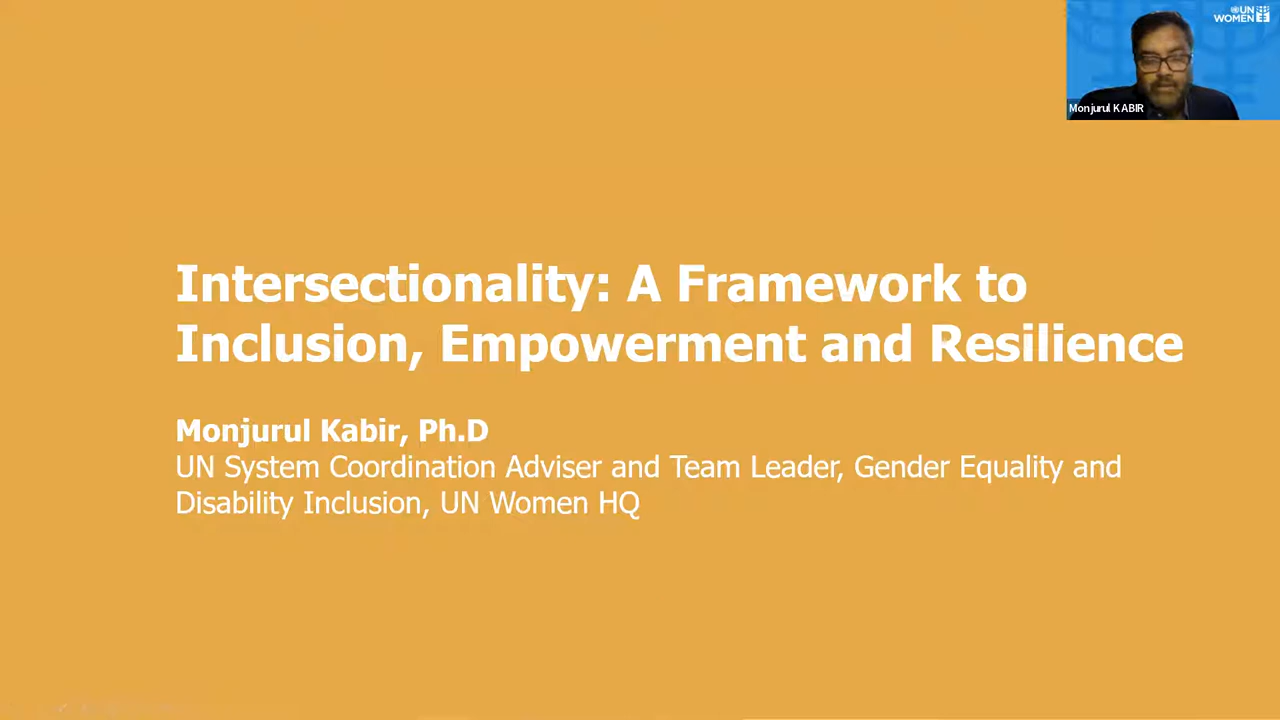 UN
WOMEN
Monjurul KABIR
Intersectionality: A Framework to
Inclusion, Empowerment and Resilience
Monjurul Kabir, Ph.D
UN System Coordination Adviser and Team Leader, Gender Equality and
Disability Inclusion, UN Women HQ